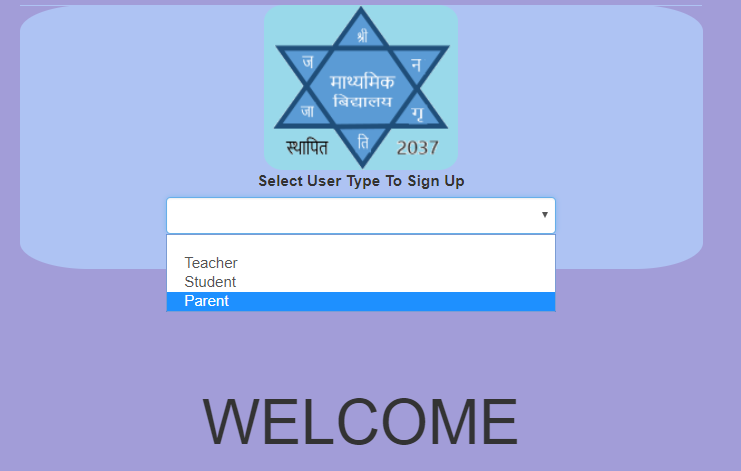 श्री
ज
न
माध्यमिक
बिद्यालय
जा
गृ
ति
स्थापित
2037
Select User Type To Sign Up
Teacher
Student
Parent
WELCOME